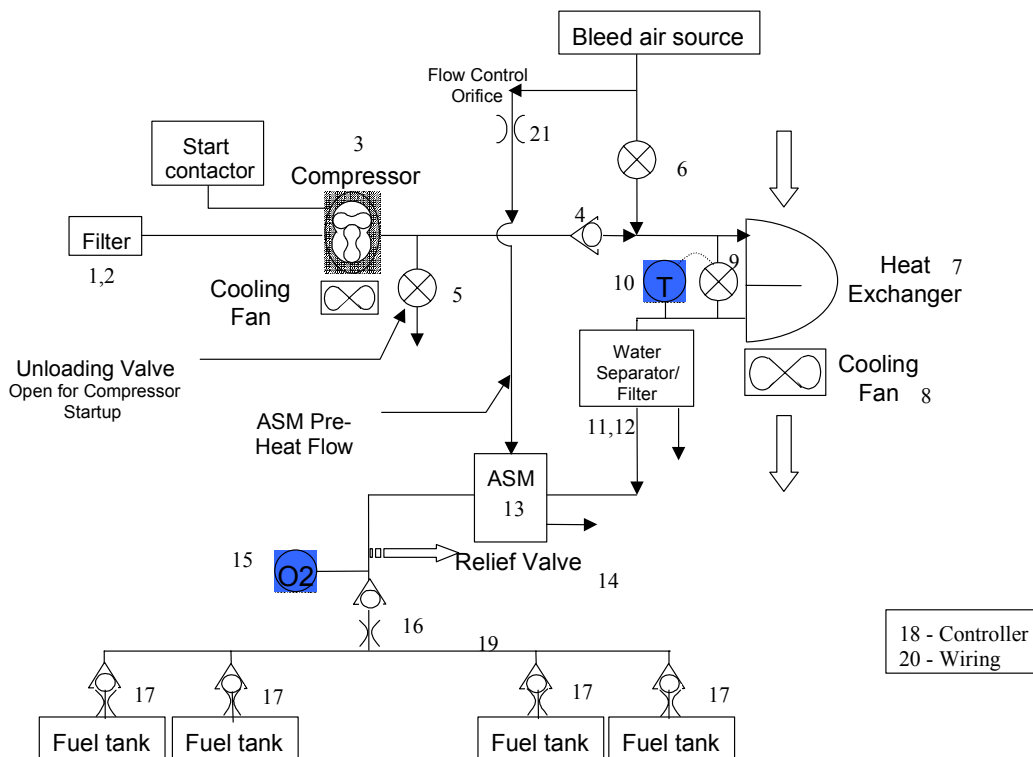 Bleed air source
Flow Control
Orifice
21
3
Start
contactor
Compressor
6
4
Filter
1,2
9
10
T
Heat
Exchanger
7
Cooling
Fan
5
Unloading Valve
Open for Compressor
Startup
Water
Separator/
Filter
Cooling
Fan
8
ASM Pre-
Heat Flow
11,12
ASM
13
15
O2
Relief Valve
14
16
19
18 - Controller
20 - Wiring
17
17
17
17
Fuel tank
Fuel tank
Fuel tank
Fuel tank